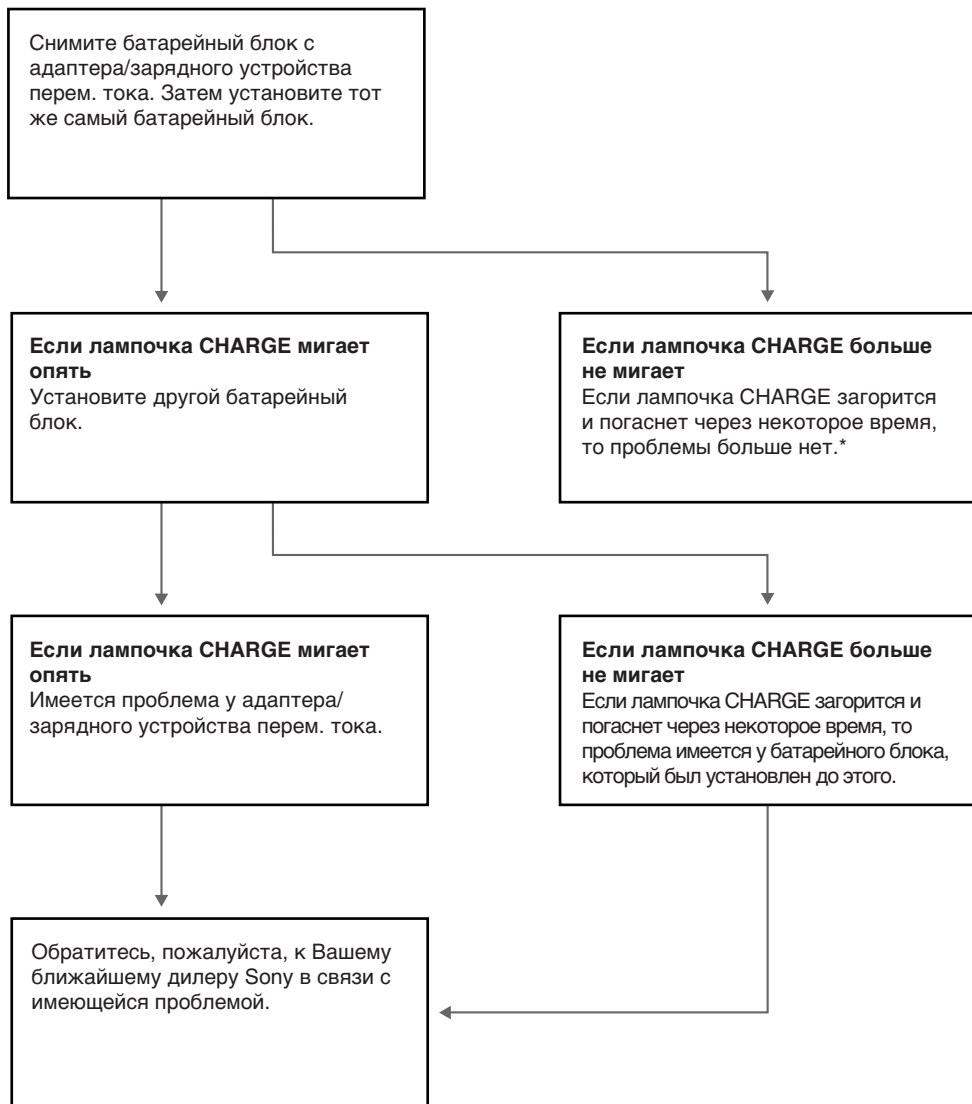 Снимите батарейный блок с
адаптера/зарядного устройства
перем. тока. Затем установите тот
же самый батарейный блок.
Если лампочка CHARGE мигает
опять
Установите другой батарейный
блок.
Если лампочка CHARGE больше
не мигает
Если лампочка CHARGE загорится
и погаснет через некоторое время,
то проблемы больше нет.*
Если лампочка CHARGE мигает
опять
Имеется проблема у адаптера/
зарядного устройства перем. тока.
Если лампочка CHARGE больше
не мигает
Если лампочка CHARGE загорится и
погаснет через некоторое время, то
проблема имеется у батарейного блока,
который был установлен до этого.
Обратитесь, пожалуйста, к Вашему
ближайшему дилеру Sony в связи с
имеющейся проблемой.